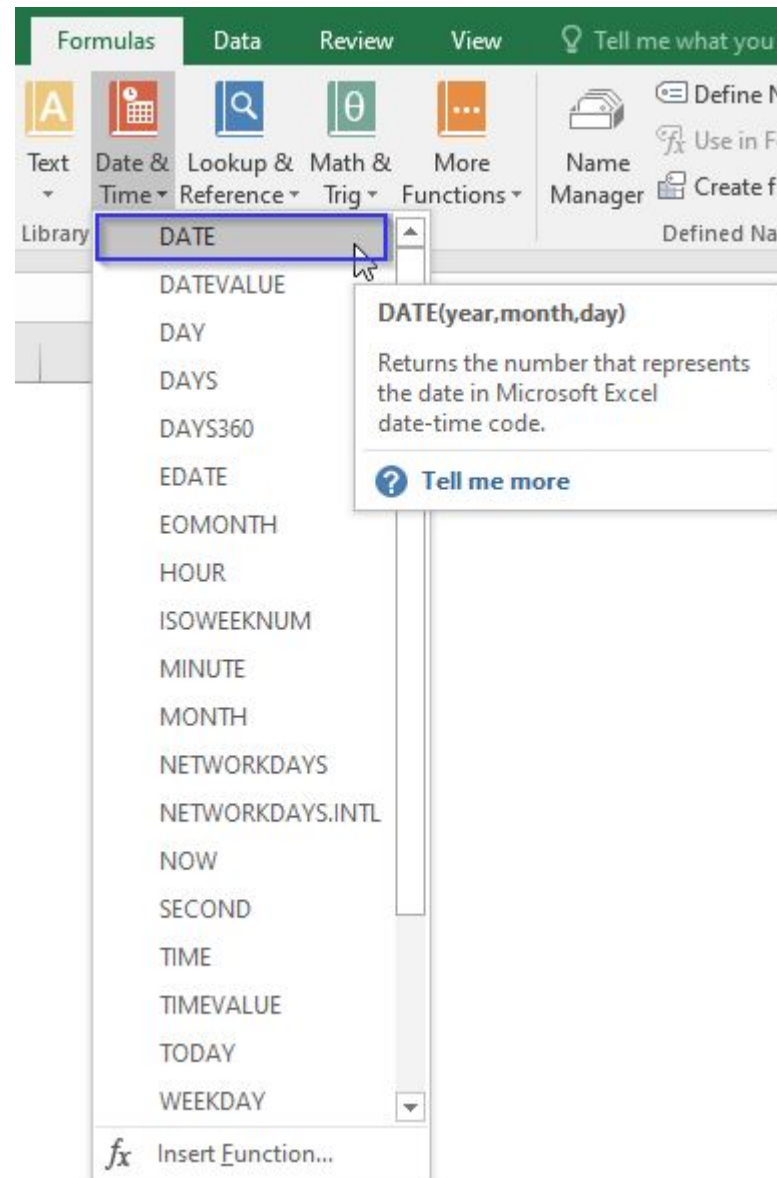 Formulas Data Review View Tell me what you
Define
Use in
Text Date & Lookup & Math & More Name
Time Reference Trig Functions Manager Create
Library Defined
DATE
DATEVALUE
DATE(year,month,day)
DAY
Returns the number that represents
DAYS
the date in Microsoft Excel
DAYS360
date-time code.
EDATE
Tell me more
EOMONTH
HOUR
ISOWEEKNUM
MINUTE
MONTH
NETWORKDAYS
NETWORKDAYS.INTL
NOW
SECOND
TIME
TIMEVALUE
TODAY
WEEKDAY
fx Insert Function...